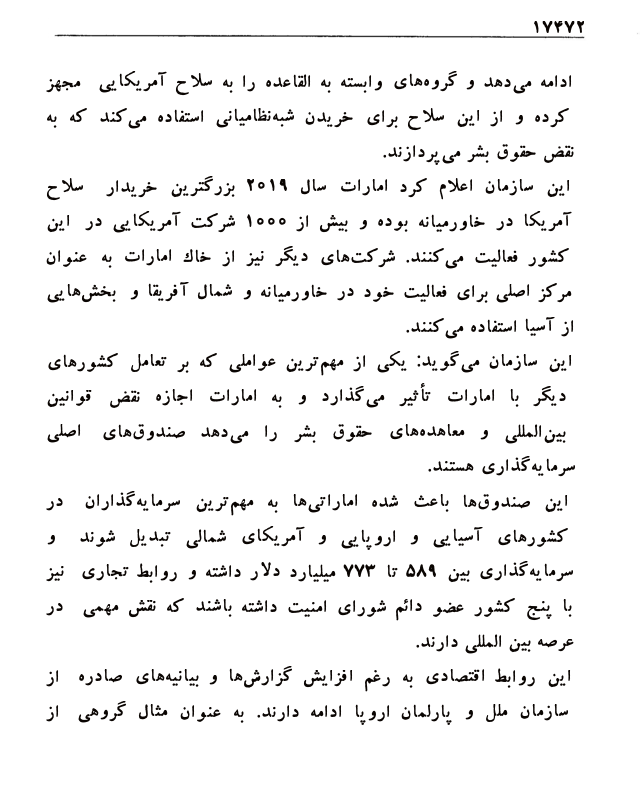 ۱۷۴۷۲
ادامه می‌دهد و گروه‌های وابسته به القاعده را به سلاح آمریکایی مجهز
کرده و از این سلاح برای خریدن شبه‌نظامیانی استفاده می‌کند که به
نقض حقوق بشر می‌پردازند.
این سازمان اعلام کرد امارات سال ۲۰۱۹ بزرگترین خریدار سلاح
آمریکا در خاورمیانه بوده و بیش از ۱۰۰۰ شرکت آمریکایی در این
کشور فعالیت می‌کنند. شرکت‌های دیگر نیز از خاك امارات به عنوان
مرکز اصلی برای فعالیت خود در خاورمیانه و شمال آفریقا و بخش‌هایی
از آسیا استفاده می‌کنند.
این سازمان می‌گوید: یکی از مهم‌ترین عواملی که بر تعامل کشورهای
دیگر با امارات تأثیر می‌گذارد و به امارات اجازه نقض قوانین
بین‌المللی و معاهده‌های حقوق بشر را می‌دهد صندوق‌های اصلی
سرمایه‌گذاری هستند.
این صندوق‌ها باعث شده اماراتی‌ها به مهم‌ترین سرمایه‌گذاران در
کشورهای آسیایی و اروپایی و آمریکای شمالی تبدیل شوند و
سرمایه‌گذاری بین ۵۸۹ تا ۷۷۳ میلیارد دلار داشته و روابط تجاری نیز
با پنج کشور عضو دائم شورای امنیت داشته باشند که نقش مهمی در
عرصه بین المللی دارند.
این روابط اقتصادی به رغم افزایش گزارش‌ها و بیانیه‌های صادره از
سازمان ملل و پارلمان اروپا ادامه دارند. به عنوان مثال گروهی از